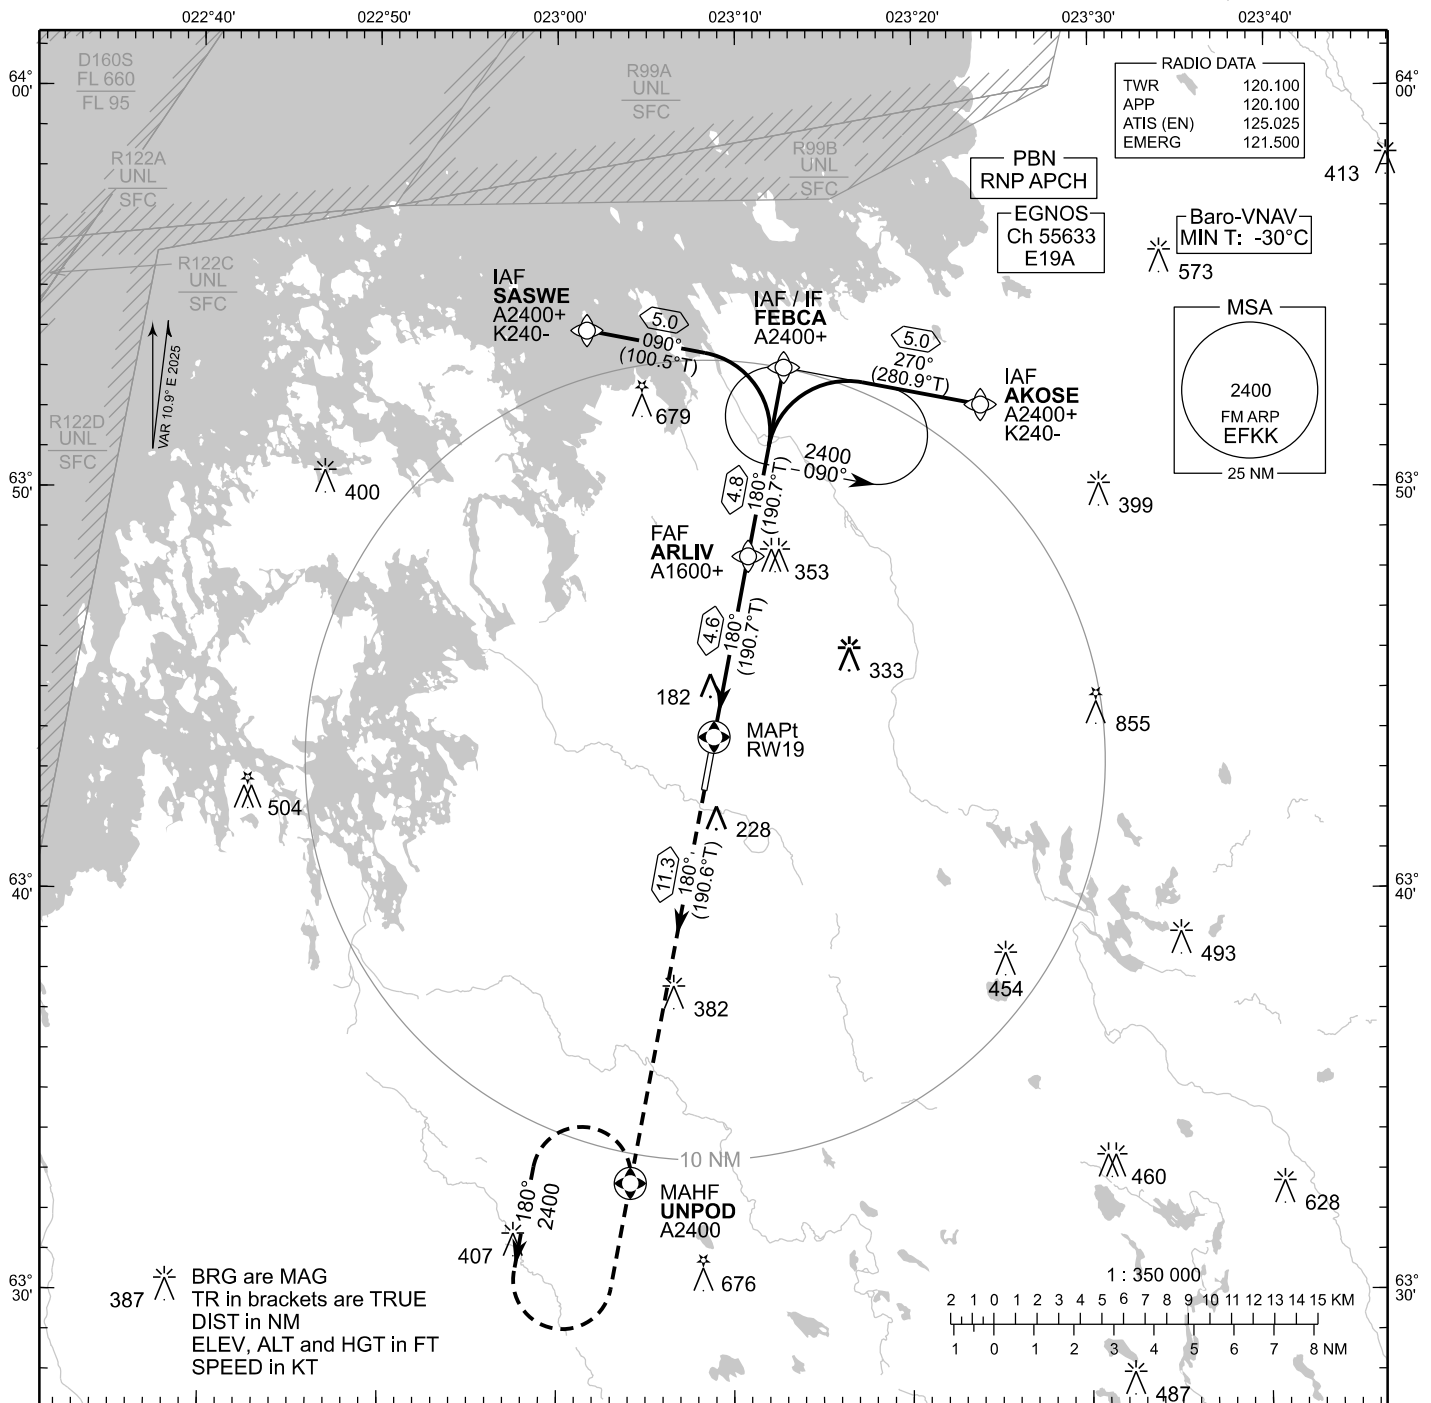 022°40' 022°50' 023°00' 023°10' 023°20' 023°30' 023°40'
64°
00'
64°
00'
D160S
FL 660
FL 95
R99A
UNL
SFC
R122A
UNL
SFC
R99B
UNL
SFC
RADIO DATA
TWR 120.100
APP 120.100
ATIS (EN) 125.025
EMERG 121.500
413
PBN
RNP APCH
EGNOS
Ch 55633
E19A
Baro-VNAV
MIN T: -30°C
573
R122C
UNL
SFC
IAF
SASWE
A2400+
K240-
5.0
090°
(100.5°T)
IAF / IF
FEBCA
A2400+
5.0
270°
(280.9°T)
IAF
AKOSE
A2400+
K240-
MSA
2400
FM ARP
EFKK
25 NM
VAR 10.9° E 2025
R122D
UNL
SFC
679
400
2400
090°
399
63°
50'
63°
50'
4.8
180°
(190.7°T)
FAF
ARLIV
A1600+
353
4.6
180°
(190.7°T)
333
182
855
MAPt
RW19
504
228
63°
40'
63°
40'
11.3
180°
(190.6°T)
493
454
382
10 NM
460
628
MAHF
UNPOD
A2400
180°
2400
407
676
63°
30'
63°
30'
387
BRG are MAG
TR in brackets are TRUE
DIST in NM
ELEV, ALT and HGT in FT
SPEED in KT
1 : 350 000
2 1 0 1 2 3 4 5 6 7 8 9 10 11 12 13 14 15 KM
1 0 1 2 3 4 5 6 7 8 NM
487